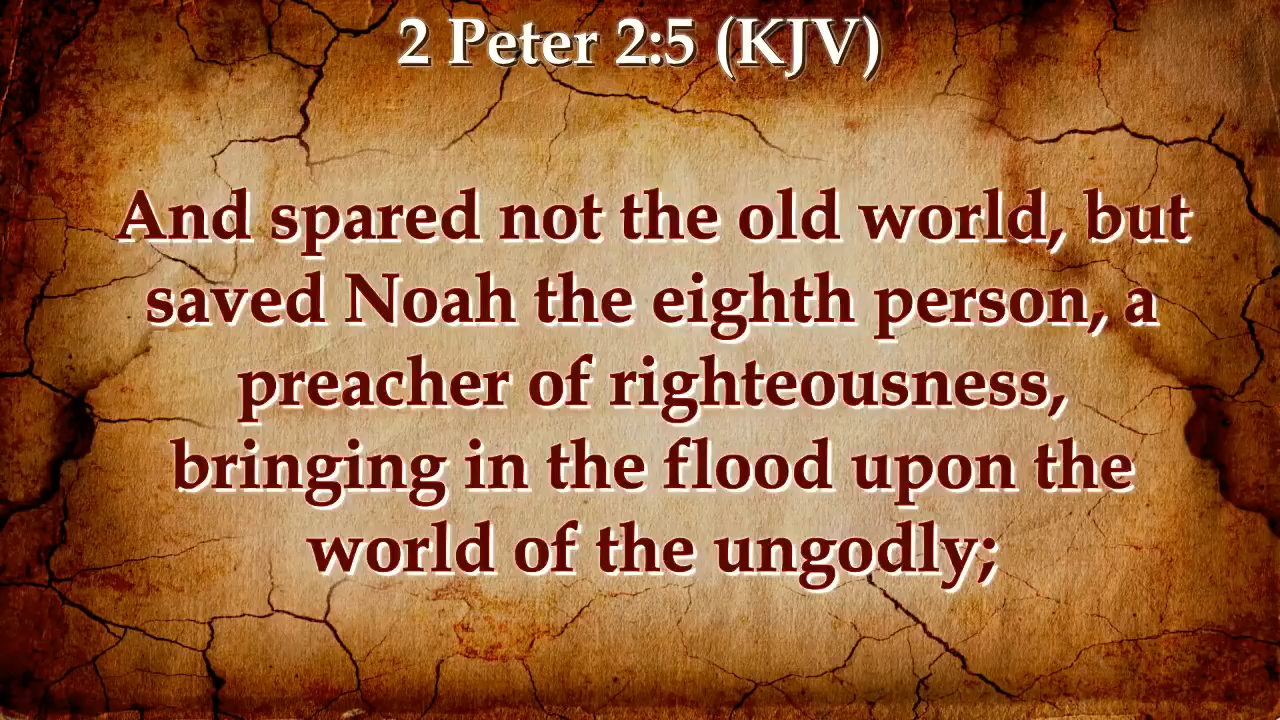 2 Peter 2:5 (KJV)
And spared not the old world, but
saved Noah the eighth person, a
preacher of righteousness,
bringing in the flood upon the
world of the ungodly;